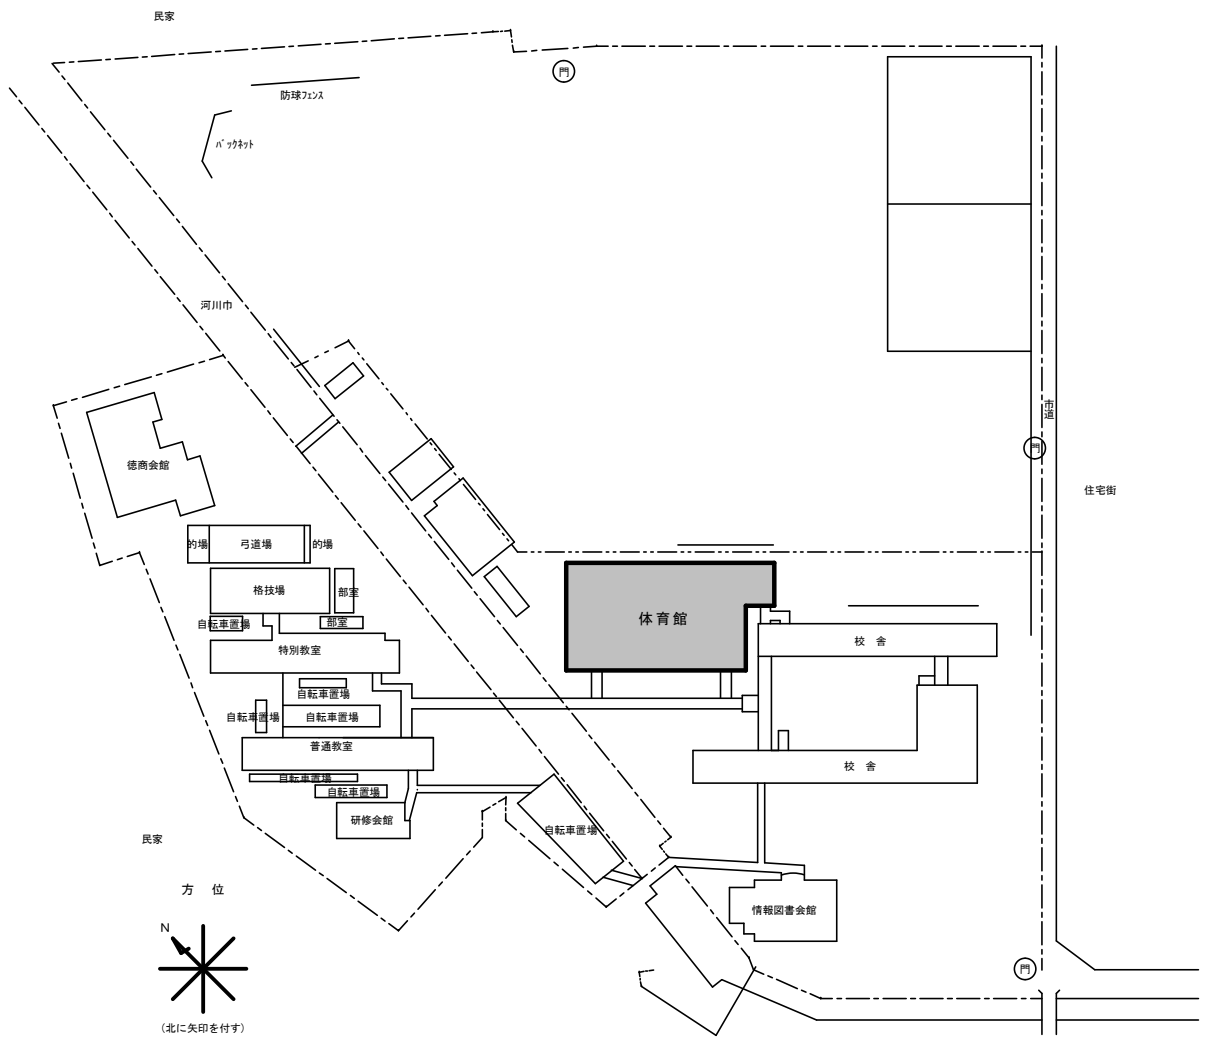 民家
門
防球ﾌｪﾝｽ
ﾊﾞｯｸﾈｯﾄ
河川巾
市道
門
徳商会館
住宅街
的場
弓道場
的場
格技場
部室
自転車置場
部室
体育館
校　舎
特別教室
自転車置場
自転車置場
自転車置場
普通教室
校　舎
自転車置場
自転車置場
研修会館
自転車置場
民家
方　位
情報図書会館
N
門
(北に矢印を付す)